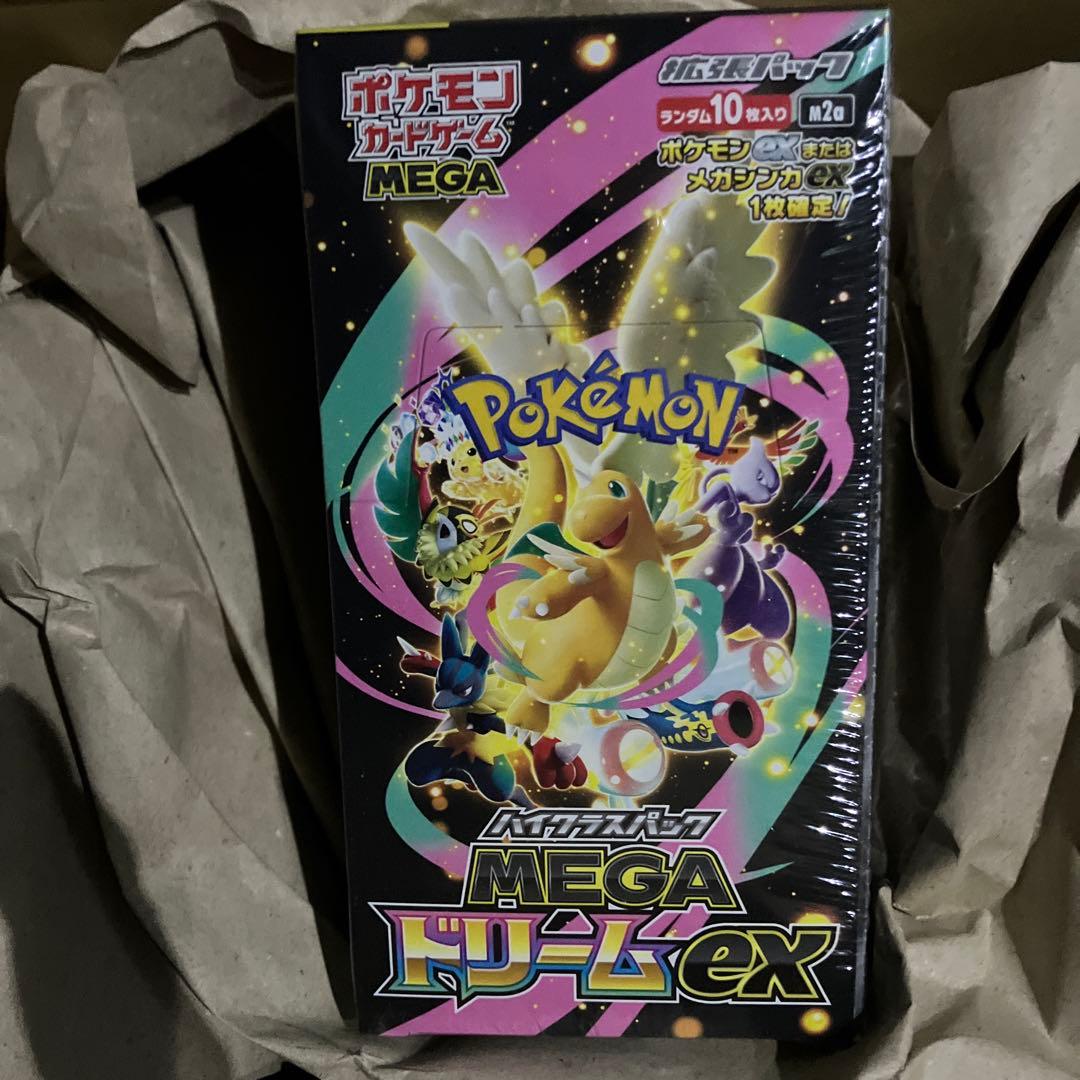 ポケモン
カードゲーム™
MEGA
拡張パック
ランダム10枚入り M2a
ポケモンexまたは
メガシンカex
1枚確定!
POKéMON™
ハイクラスパック
MEGA
ドリームex